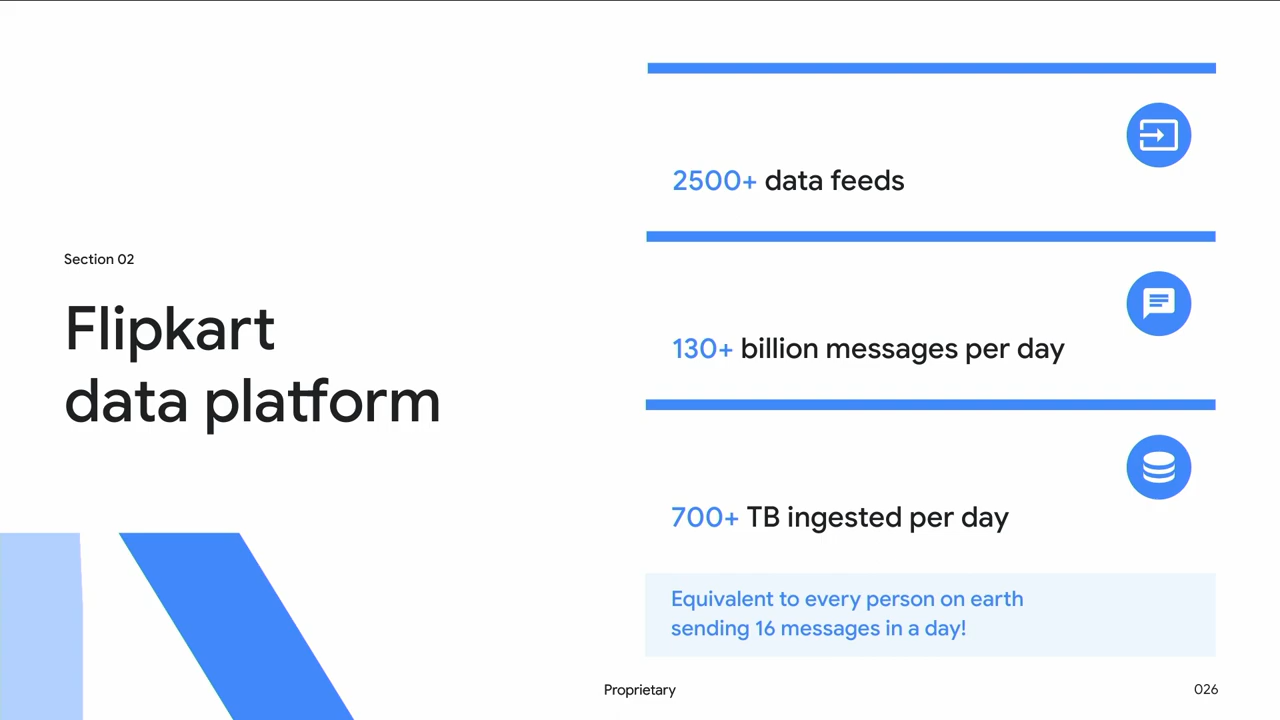 Section 02
Flipkart
data platform
2500+ data feeds
130+ billion messages per day
700+ TB ingested per day
Equivalent to every person on earth
sending 16 messages in a day!
Proprietary
026